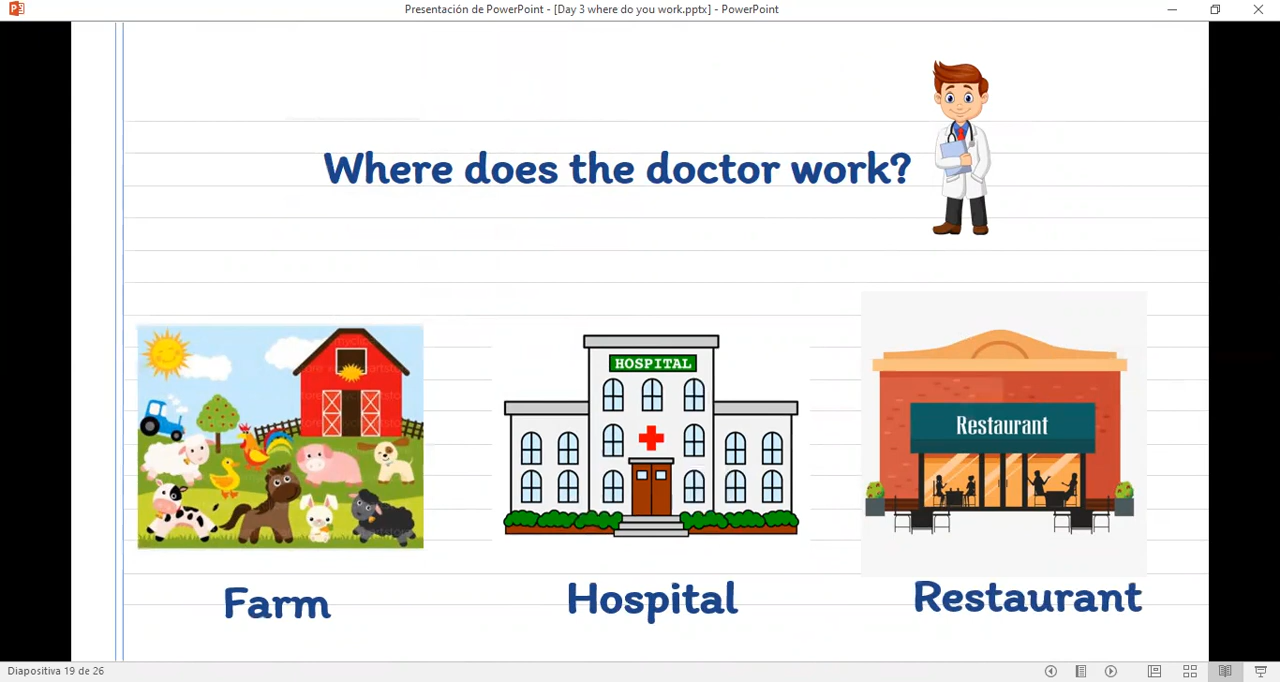 Presentación de PowerPoint - [Day 3 where do you work.pptx] - PowerPoint
Where does the doctor work?
HOSPITAL
Restaurant
Farm
Hospital
Restaurant
Diapositiva 19 de 26